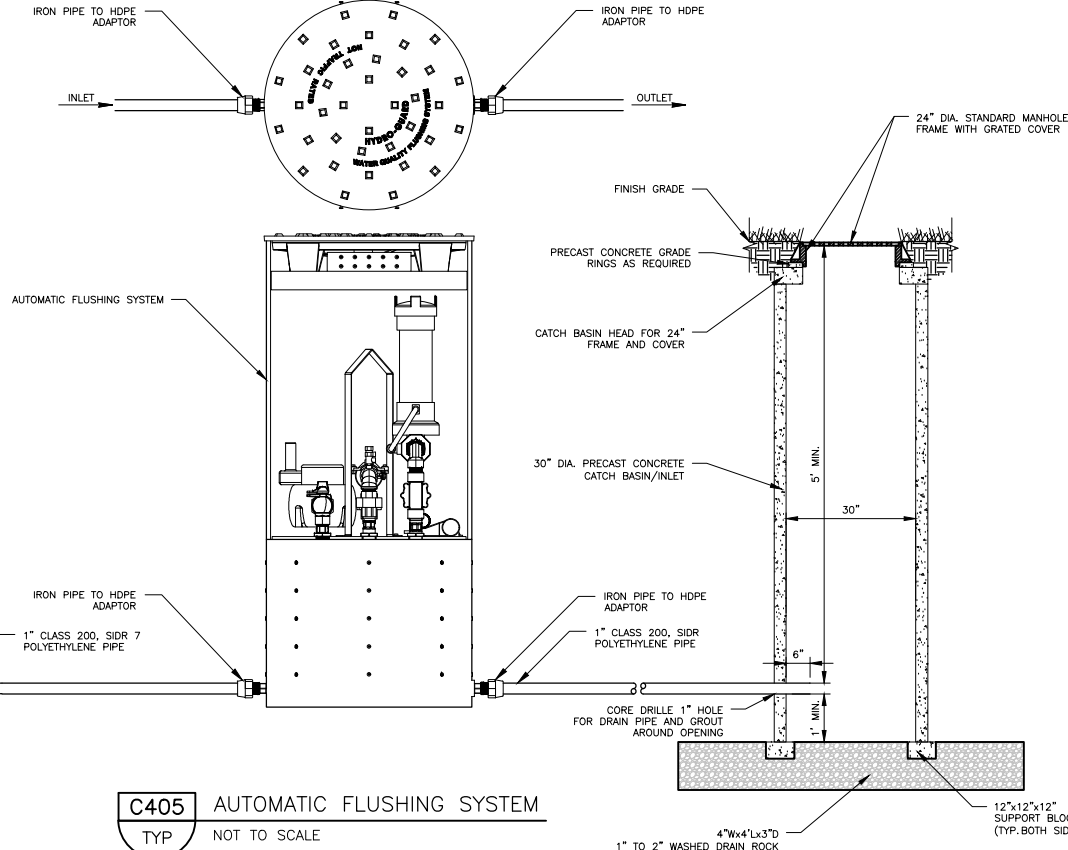 IRON PIPE TO HDPE
ADAPTOR
IRON PIPE TO HDPE
ADAPTOR
INLET
OUTLET
NOT TRAFFIC RATED
HYDRO-GUARD
WATER QUALITY FLUSHING SYSTEM
24" DIA. STANDARD MANHOLE
FRAME WITH GRATED COVER
FINISH GRADE
PRECAST CONCRETE GRADE
RINGS AS REQUIRED
AUTOMATIC FLUSHING SYSTEM
CATCH BASIN HEAD FOR 24"
FRAME AND COVER
30" DIA. PRECAST CONCRETE
CATCH BASIN/INLET
5' MIN.
30"
IRON PIPE TO HDPE
ADAPTOR
1" CLASS 200, SIDR 7
POLYETHYLENE PIPE
IRON PIPE TO HDPE
ADAPTOR
1" CLASS 200, SIDR
POLYETHYLENE PIPE
6"
CORE DRILLE 1" HOLE
FOR DRAIN PIPE AND GROUT
AROUND OPENING
1' MIN.
C405
TYP
AUTOMATIC FLUSHING SYSTEM
NOT TO SCALE
12"x12"x12"
SUPPORT BLO
(TYP.BOTH SID
4"Wx4'Lx3"D
1" TO 2" WASHED DRAIN ROCK